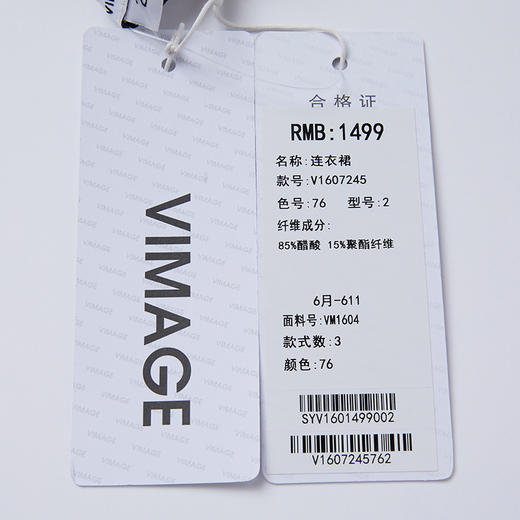 VIMAGE
合格证
RMB:1499
名称:连衣裙
款号:V1607245
色号:76 型号:2
纤维成分:
85%醋酸 15%聚酯纤维
6月-611
面料号:VM1604
款式数:3
颜色:76
SYV1601499002
V1607245762